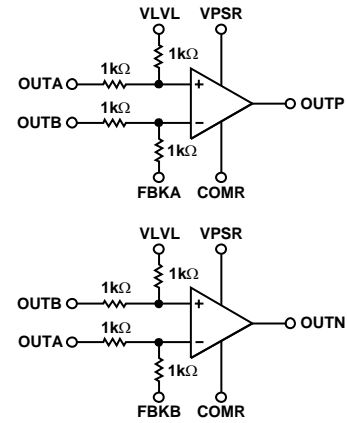 VLVL VPSR
1kΩ
1kΩ
OUTA
+
1kΩ
OUTP
OUTB
−
1kΩ
FBKA COMR
VLVL VPSR
1kΩ
1kΩ
OUTB
+
1kΩ
OUTN
OUTA
−
1kΩ
FBKB COMR